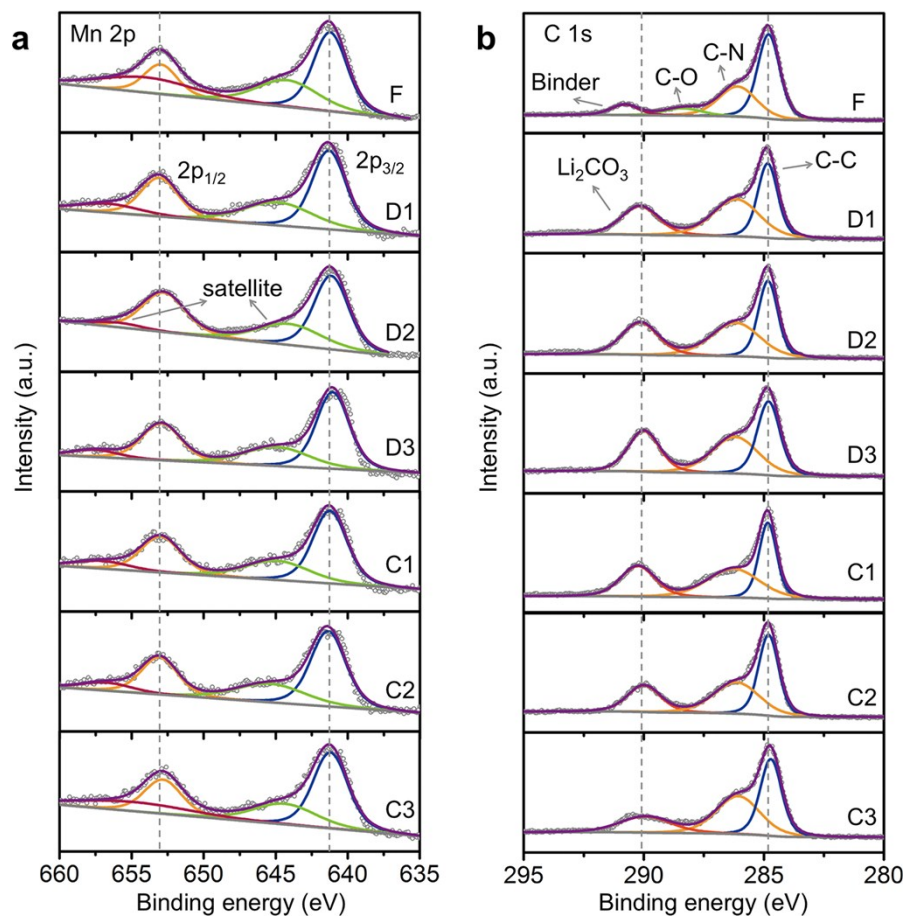 a
Mn 2p
F
2p1/2
2p3/2
D1
satellite
D2
D3
C1
C2
C3
660 655 650 645 640 635
Binding energy (eV)
Intensity (a.u.)
b
C 1s
C-N
C-O
Binder
F
Li2CO3
C-C
D1
D2
D3
C1
C2
C3
295 290 285 280
Binding energy (eV)
Intensity (a.u.)